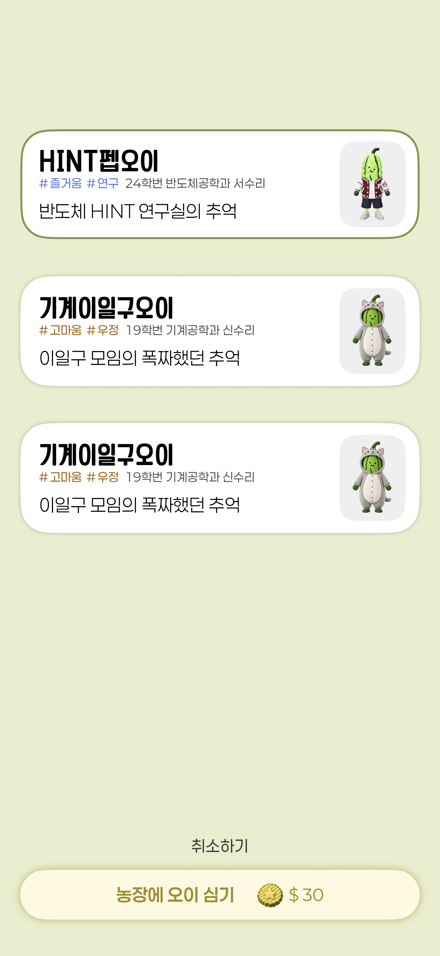 HINT펩오이
#즐거움 #연구 24학번 반도체공학과 서수리
반도체 HINT 연구실의 추억
기계이일구오이
#고마움 #우정 19학번 기계공학과 신수리
이일구 모임의 폭짜했던 추억
기계이일구오이
#고마움 #우정 19학번 기계공학과 신수리
이일구 모임의 폭짜했던 추억
취소하기
농장에 오이 심기 $ 30